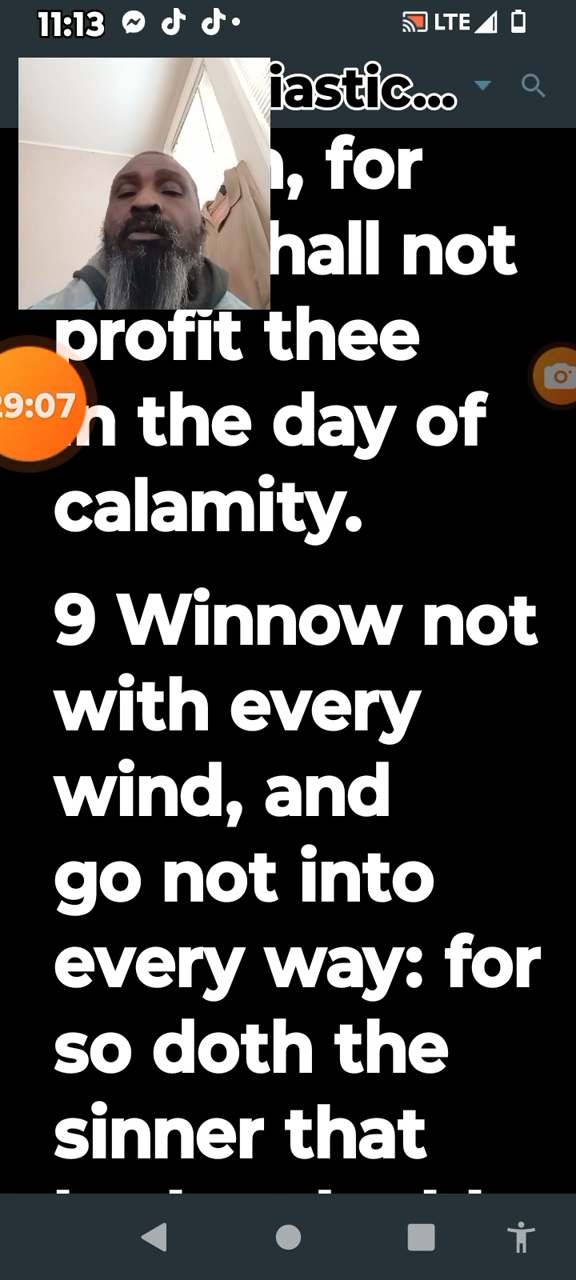 11:13
LTE
iastic...
, for
hall not
profit thee
in the day of
calamity.
29:07
9 Winnow not
with every
wind, and
go not into
every way: for
so doth the
sinner that